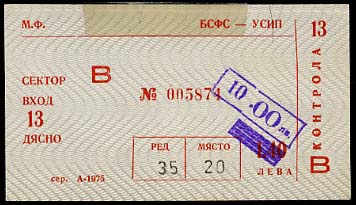 М.Ф. БСФС — УСИП 13
СЕКТОР В
ВХОД № 005874
13
ДЯСНО
10.00 лв.
РЕД МЯСТО 1,40
35 20 ЛЕВА
сер. А-1975
КОНТРОЛА
В